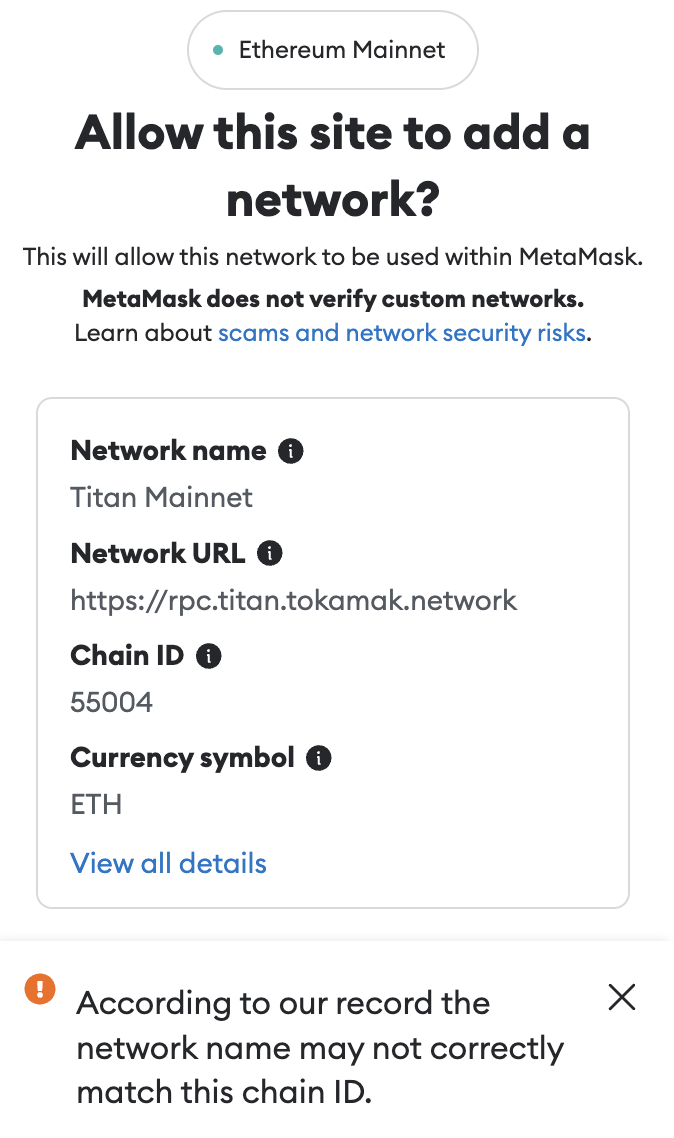 Ethereum Mainnet
Allow this site to add a
network?
This will allow this network to be used within MetaMask.
MetaMask does not verify custom networks.
Learn about scams and network security risks.
Network name
Titan Mainnet
Network URL
https://rpc.titan.tokamak.network
Chain ID
55004
Currency symbol
ETH
View all details
According to our record the
network name may not correctly
match this chain ID.